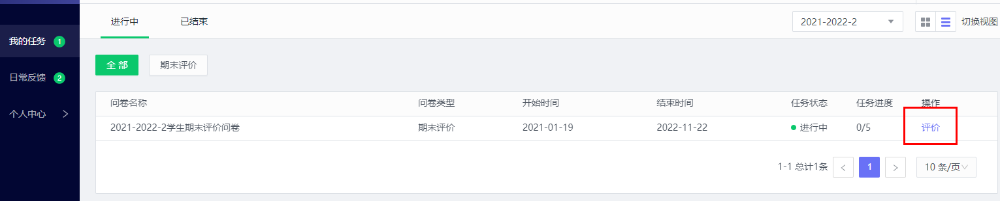 进行中 已结束 2021-2022-2 切换视图
我的任务 1
全部 期末评价
日常反馈 2
问卷名称 问卷类型 开始时间 结束时间 任务状态 任务进度 操作
个人中心
2021-2022-2学生期末评价问卷 期末评价 2021-01-19 2022-11-22 进行中 0/5 评价
1-1 总计1条 1 10 条/页